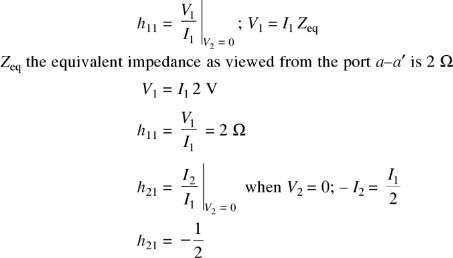 h₁₁ = V₁/I₁ |V₂ = 0 ; V₁ = I₁ Zeq
Zeq the equivalent impedance as viewed from the port a–a′ is 2 Ω
V₁ = I₁ 2 V
h₁₁ = V₁/I₁ = 2 Ω
h₂₁ = I₂/I₁ |V₂ = 0 when V₂ = 0; – I₂ = I₁/2
h₂₁ = −1/2